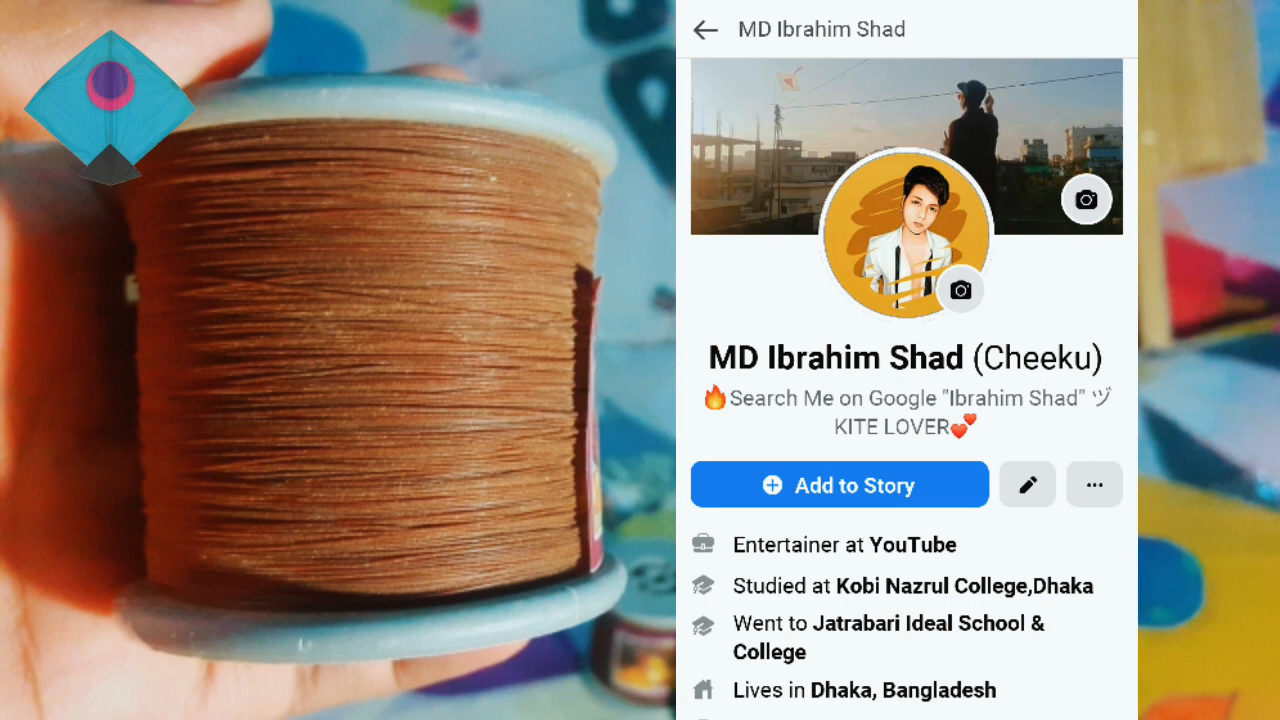 MD Ibrahim Shad
MD Ibrahim Shad (Cheeku)
🔥Search Me on Google "Ibrahim Shad" ヅ
KITE LOVER💕
Add to Story
Entertainer at YouTube
Studied at Kobi Nazrul College,Dhaka
Went to Jatrabari Ideal School &
College
Lives in Dhaka, Bangladesh